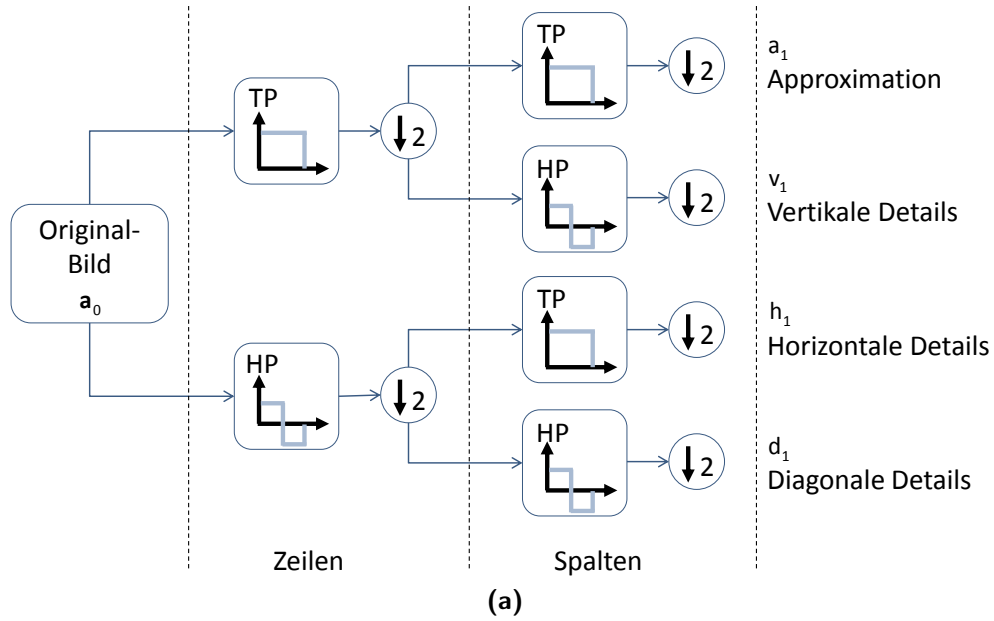 TP
↓2
a₁
Approximation
TP
↓2
HP
↓2
v₁
Vertikale Details
Original-
Bild
a₀
TP
↓2
h₁
Horizontale Details
HP
↓2
HP
↓2
d₁
Diagonale Details
Zeilen
Spalten
(a)